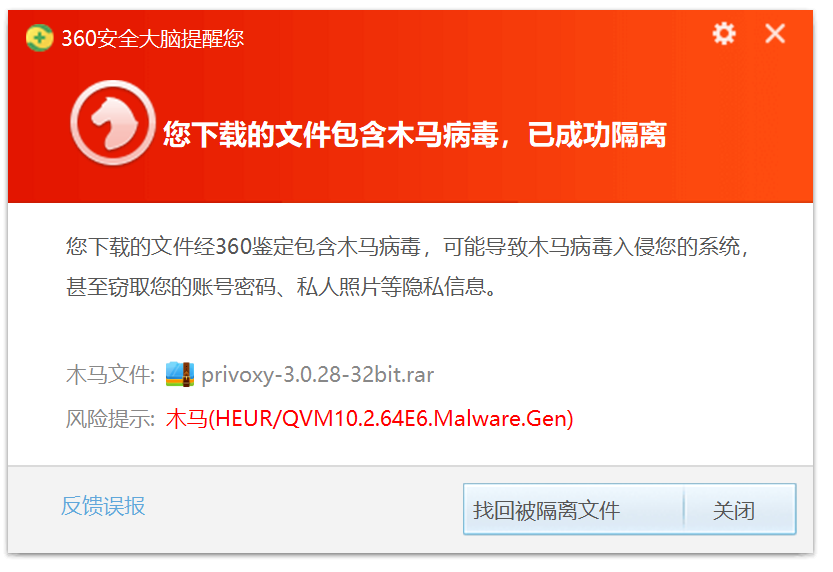 360安全大脑提醒您
您下载的文件包含木马病毒，已成功隔离
您下载的文件经360鉴定包含木马病毒，可能导致木马病毒入侵您的系统，
甚至窃取您的账号密码、私人照片等隐私信息。
木马文件: privoxy-3.0.28-32bit.rar
风险提示: 木马(HEUR/QVM10.2.64E6.Malware.Gen)
反馈误报
找回被隔离文件 关闭